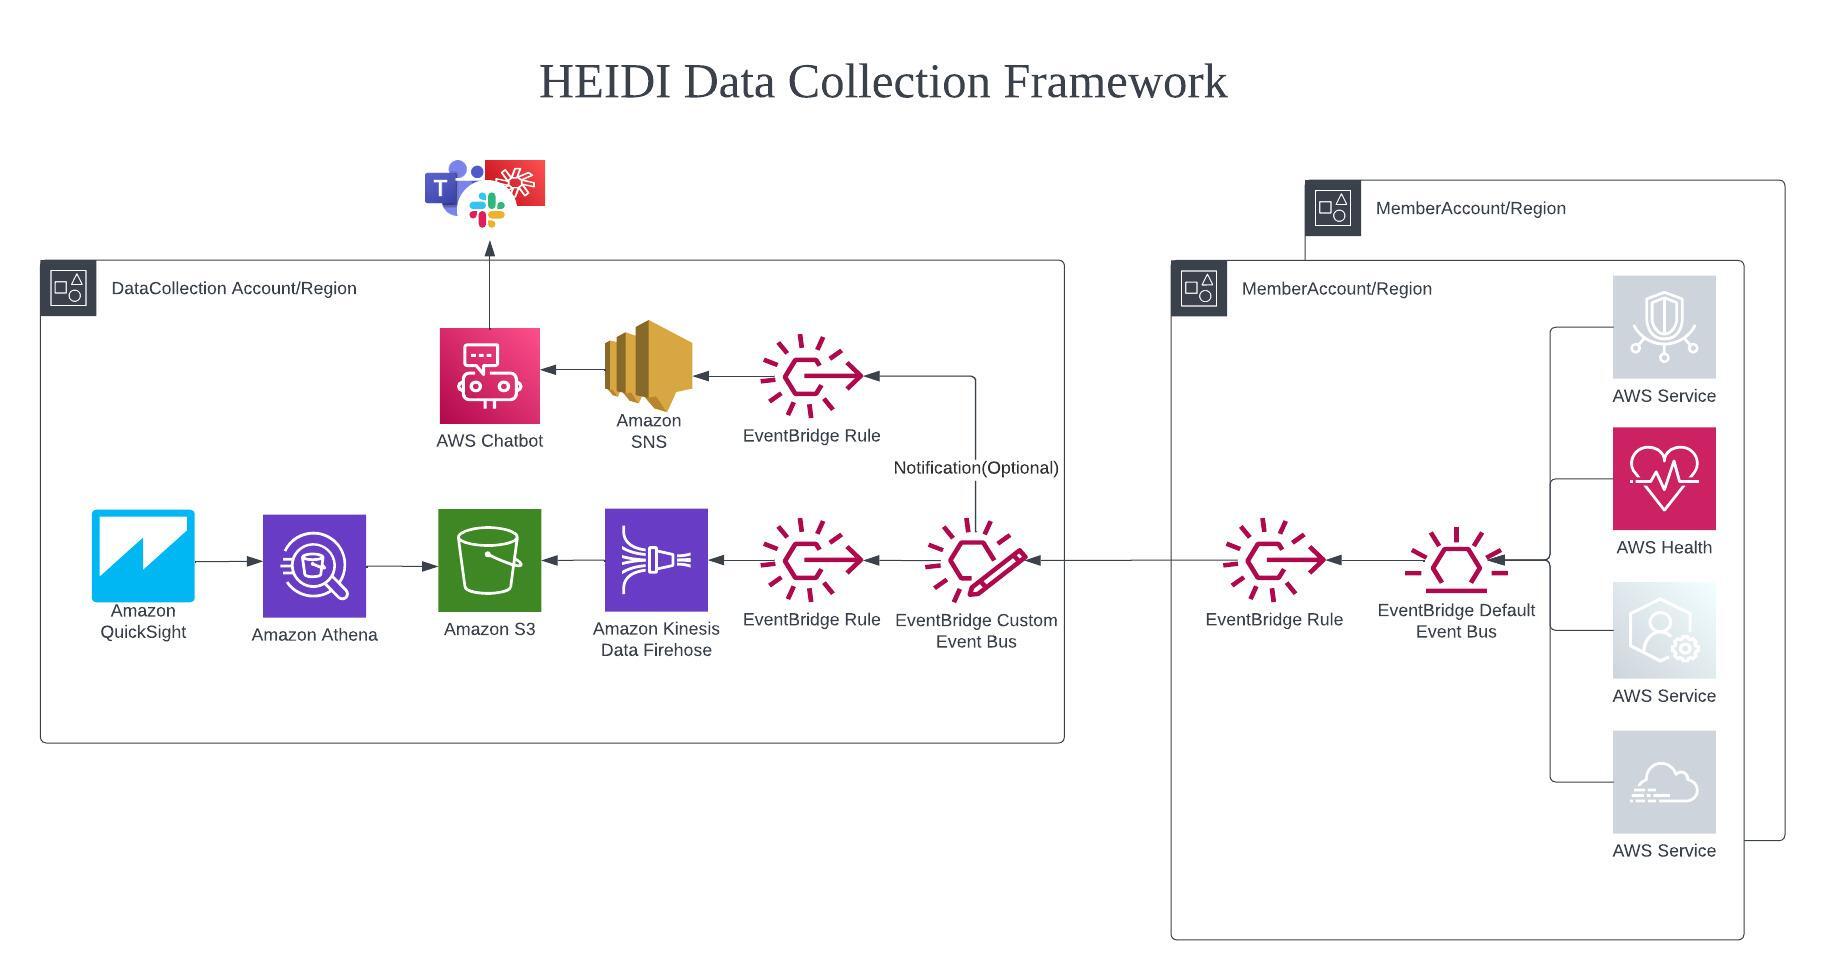 HEIDI Data Collection Framework
T
MemberAccount/Region
DataCollection Account/Region
MemberAccount/Region
AWS Service
AWS Chatbot
Amazon
SNS
EventBridge Rule
Notification(Optional)
AWS Health
Amazon
QuickSight
Amazon Athena
Amazon S3
Amazon Kinesis
Data Firehose
EventBridge Rule
EventBridge Custom
Event Bus
EventBridge Rule
EventBridge Default
Event Bus
AWS Service
AWS Service